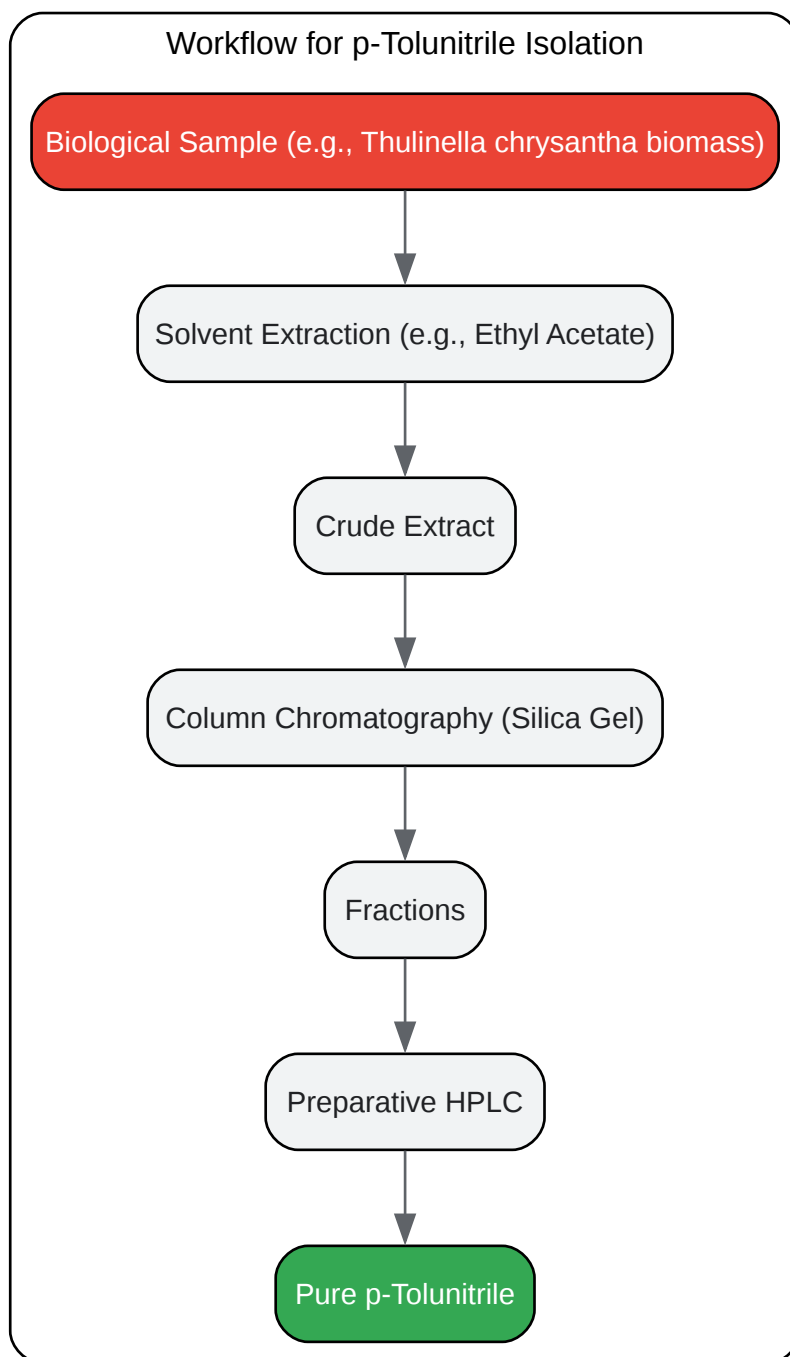 Workflow for p-Tolunitrile Isolation
Biological Sample (e.g., Thulinella chrysantha biomass)
Solvent Extraction (e.g., Ethyl Acetate)
Crude Extract
Column Chromatography (Silica Gel)
Fractions
Preparative HPLC
Pure p-Tolunitrile